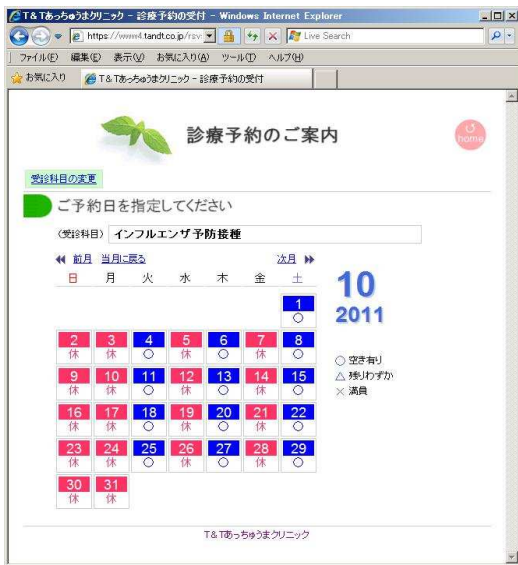 T&Tあっちゅうまクリニック - 診療予約の受付 - Windows Internet Explorer
https://www4.tandt.co.jp/rsv
Live Search
ファイル(F) 編集(E) 表示(V) お気に入り(A) ツール(T) ヘルプ(H)
お気に入り T&Tあっちゅうまクリニック - 診療予約の受付
診療予約のご案内
home
受診科目の変更
ご予約日を指定してください
(受診科目) インフルエンザ予防接種
前月 当月に戻る 次月
日 月 火 水 木 金 土
10
2011
1
○
2 3 4 5 6 7 8
休 休 ○ 休 ○ 休 ○
9 10 11 12 13 14 15
休 休 ○ 休 ○ 休 ○
16 17 18 19 20 21 22
休 休 ○ 休 ○ 休 ○
23 24 25 26 27 28 29
休 休 ○ 休 ○ 休 ○
30 31
休 休
○ 空き有り
△ 残りわずか
× 満員
T&Tあっちゅうまクリニック